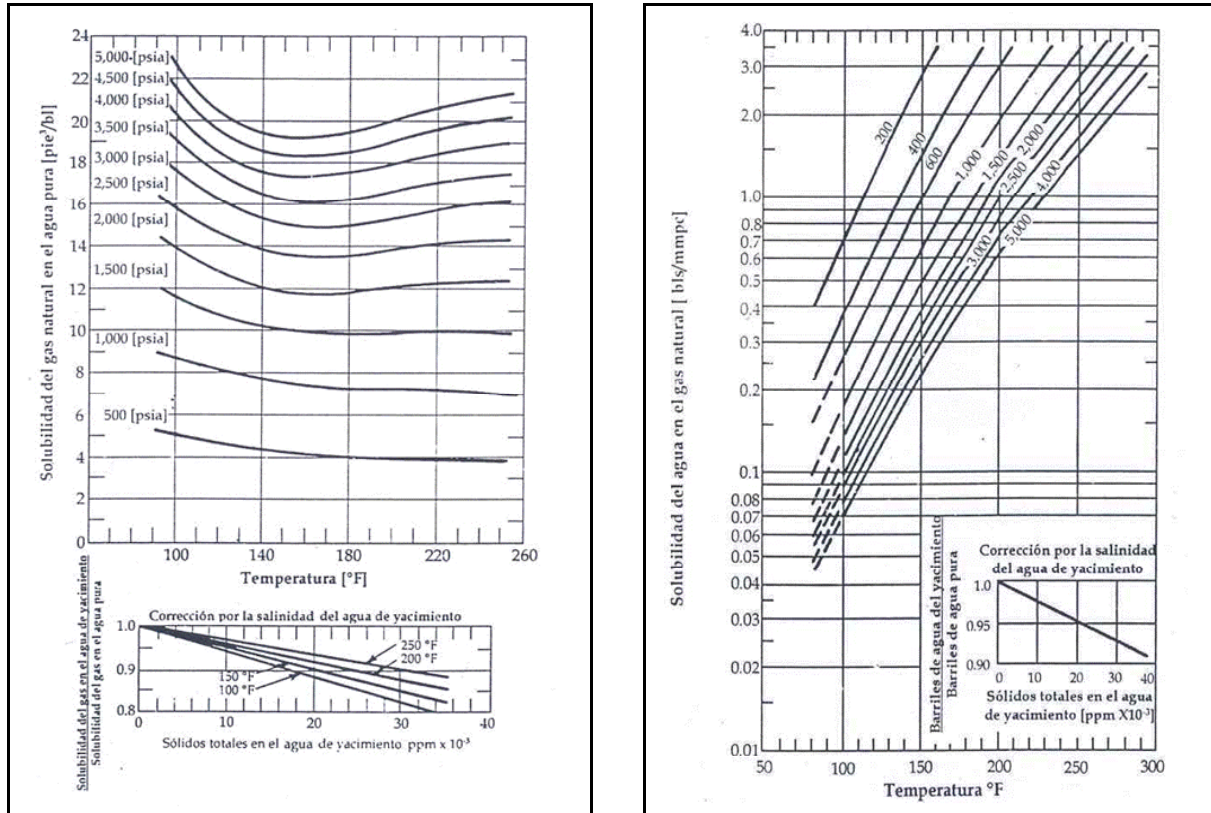 Solubilidad del gas natural en el agua pura [pie³/bl]
24
22
20
18
16
14
12
10
8
6
4
2
0
5,000 [psia]
4,500 [psia]
4,000 [psia]
3,500 [psia]
3,000 [psia]
2,500 [psia]
2,000 [psia]
1,500 [psia]
1,000 [psia]
500 [psia]
100 140 180 220 260
Temperatura [°F]
Solubilidad del gas en el agua de yacimiento
Solubilidad del gas en el agua pura
Corrección por la salinidad del agua de yacimiento
1.0
0.9
0.8
250 °F
200 °F
150 °F
100 °F
0 10 20 30 40
Sólidos totales en el agua de yacimiento ppm x 10⁻³
Solubilidad del agua en el gas natural [ bls/mmpc]
4.0
3.0
2.0
1.0
0.8
0.7
0.6
0.5
0.4
0.3
0.2
0.1
0.08
0.07
0.06
0.05
0.04
0.03
0.02
0.01
200
400
600
1,000
1,500
2,000
2,500
3,000
4,000
5,000
50 100 150 200 250 300
Temperatura °F
Barriles de agua del yacimiento
Barriles de agua pura
Corrección por la salinidad
del agua de yacimiento
1.0
0.95
0.90
0 10 20 30 40
Sólidos totales en el agua
de yacimiento [ppm X10⁻³]